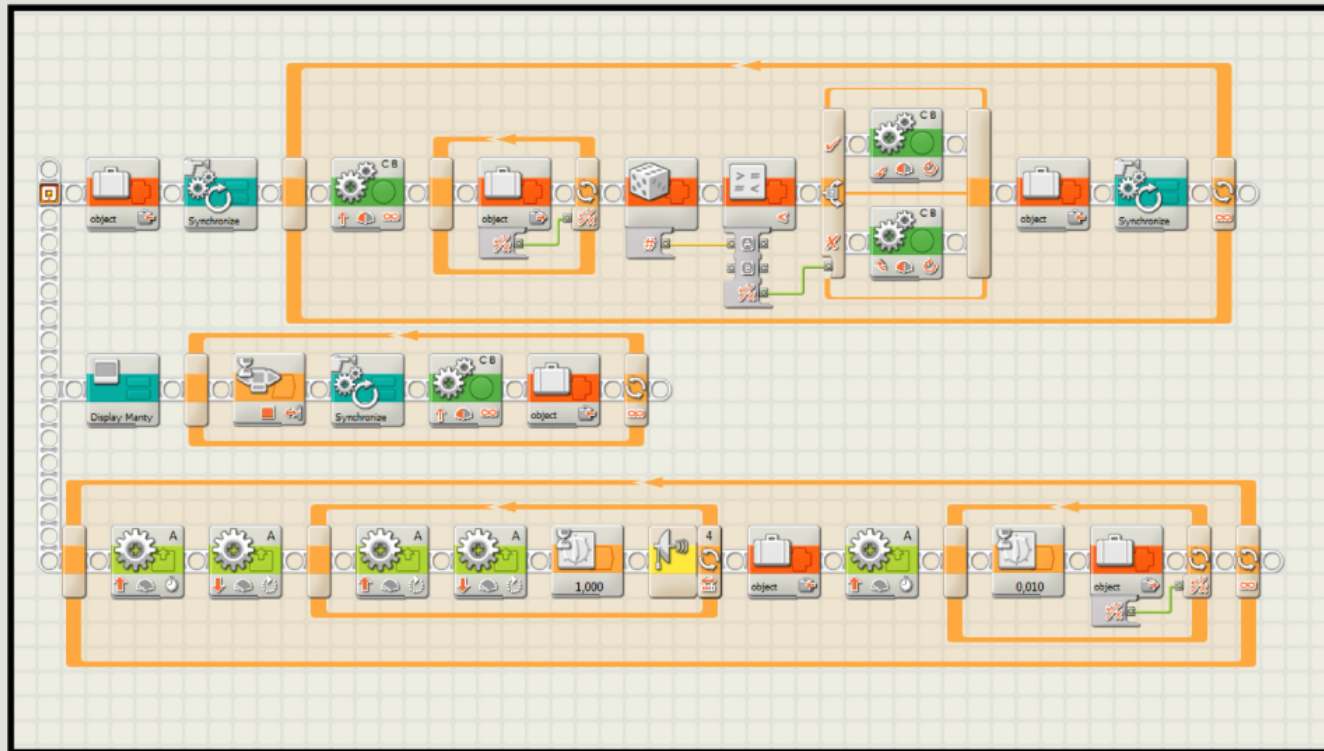 C B
C B
object
Synchronize
object
object
Synchronize
#
A
B
C B
C B
Display Manty
Synchronize
object
A
A
A
A
4
A
1,000
object
0,010
object